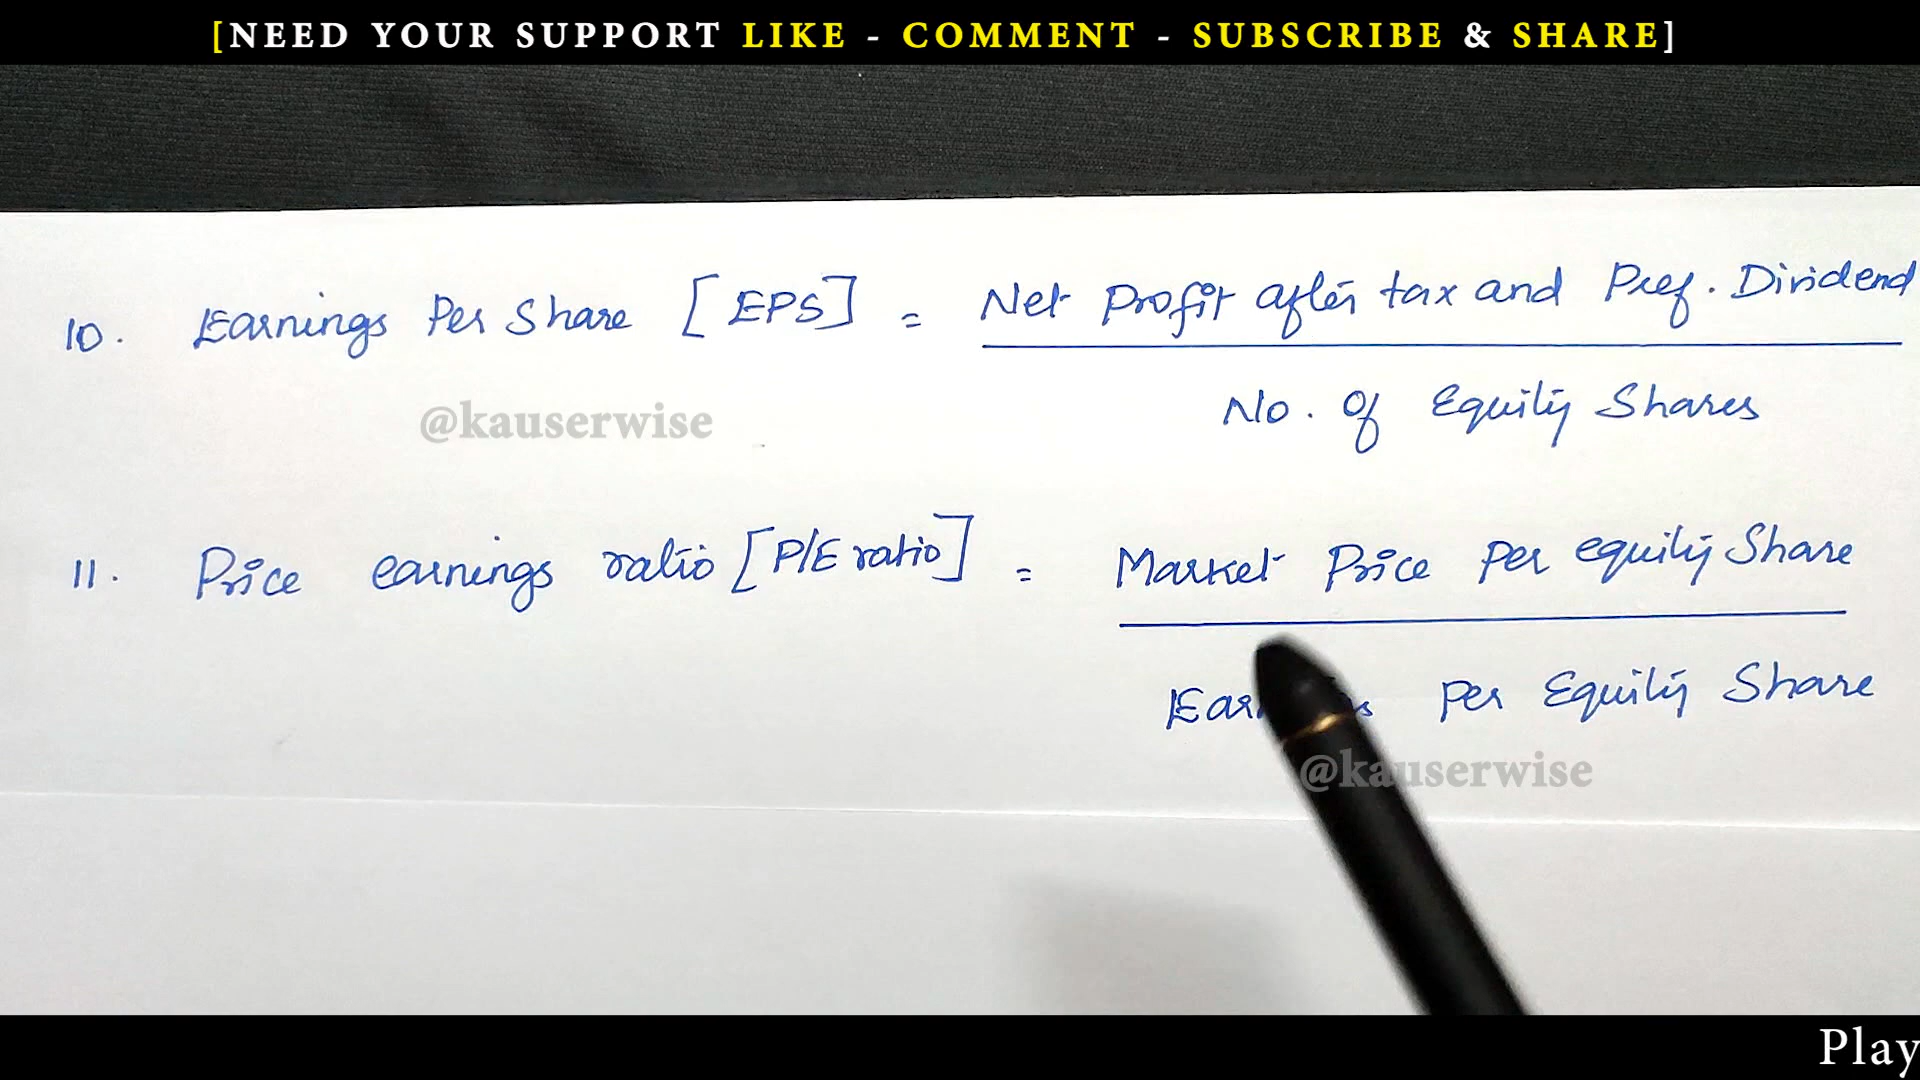 [NEED YOUR SUPPORT LIKE - COMMENT - SUBSCRIBE & SHARE]
10. Earnings Per Share [EPS] = Net Profit after tax and Pref. Dividend
No. of Equity Shares
@kauserwise
11. Price earnings ratio [P/E ratio] = Market Price Per equity Share
Per Equity Share
@kauserwise
Play